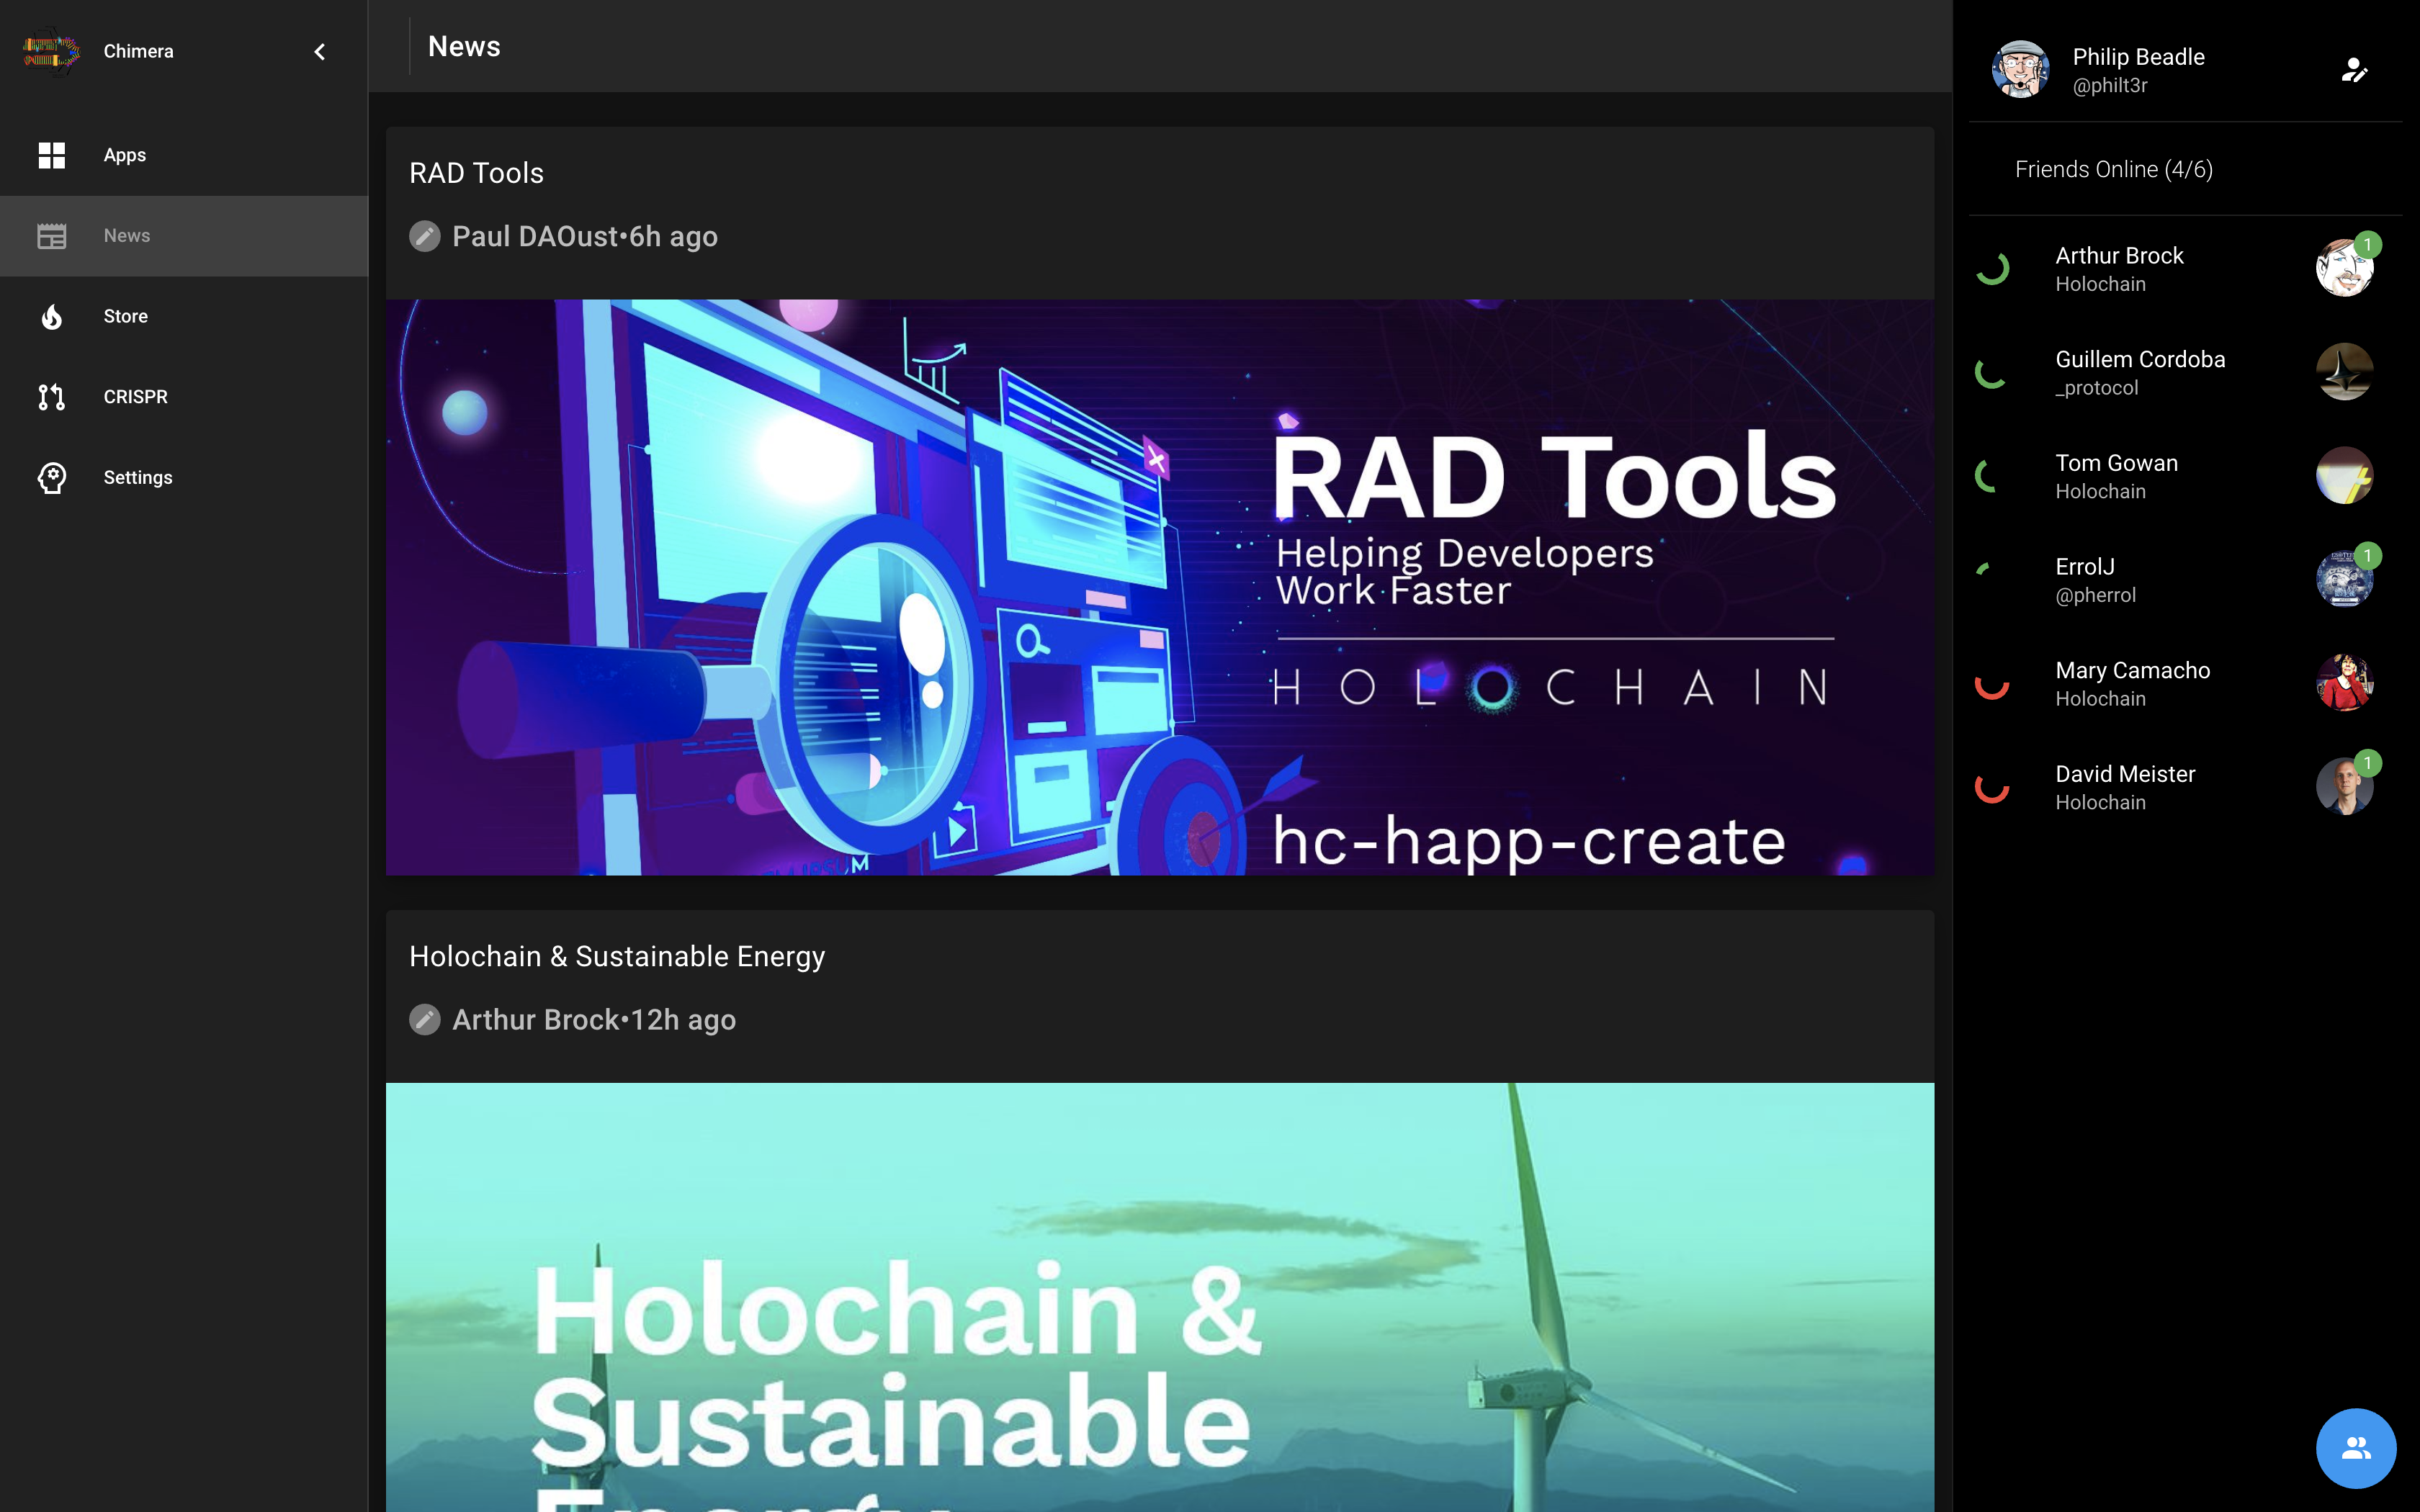 Chimera
Apps
News
Store
CRISPR
Settings
News
RAD Tools
Paul DAOust•6h ago
RAD Tools
Helping Developers
Work Faster
HOLOCHAIN
hc-happ-create
Holochain & Sustainable Energy
Arthur Brock•12h ago
Holochain &
Sustainable
Energy
Philip Beadle
@philt3r
Friends Online (4/6)
Arthur Brock
Holochain
1
Guillem Cordoba
_protocol
Tom Gowan
Holochain
ErrolJ
@pherrol
1
Mary Camacho
Holochain
David Meister
Holochain
1